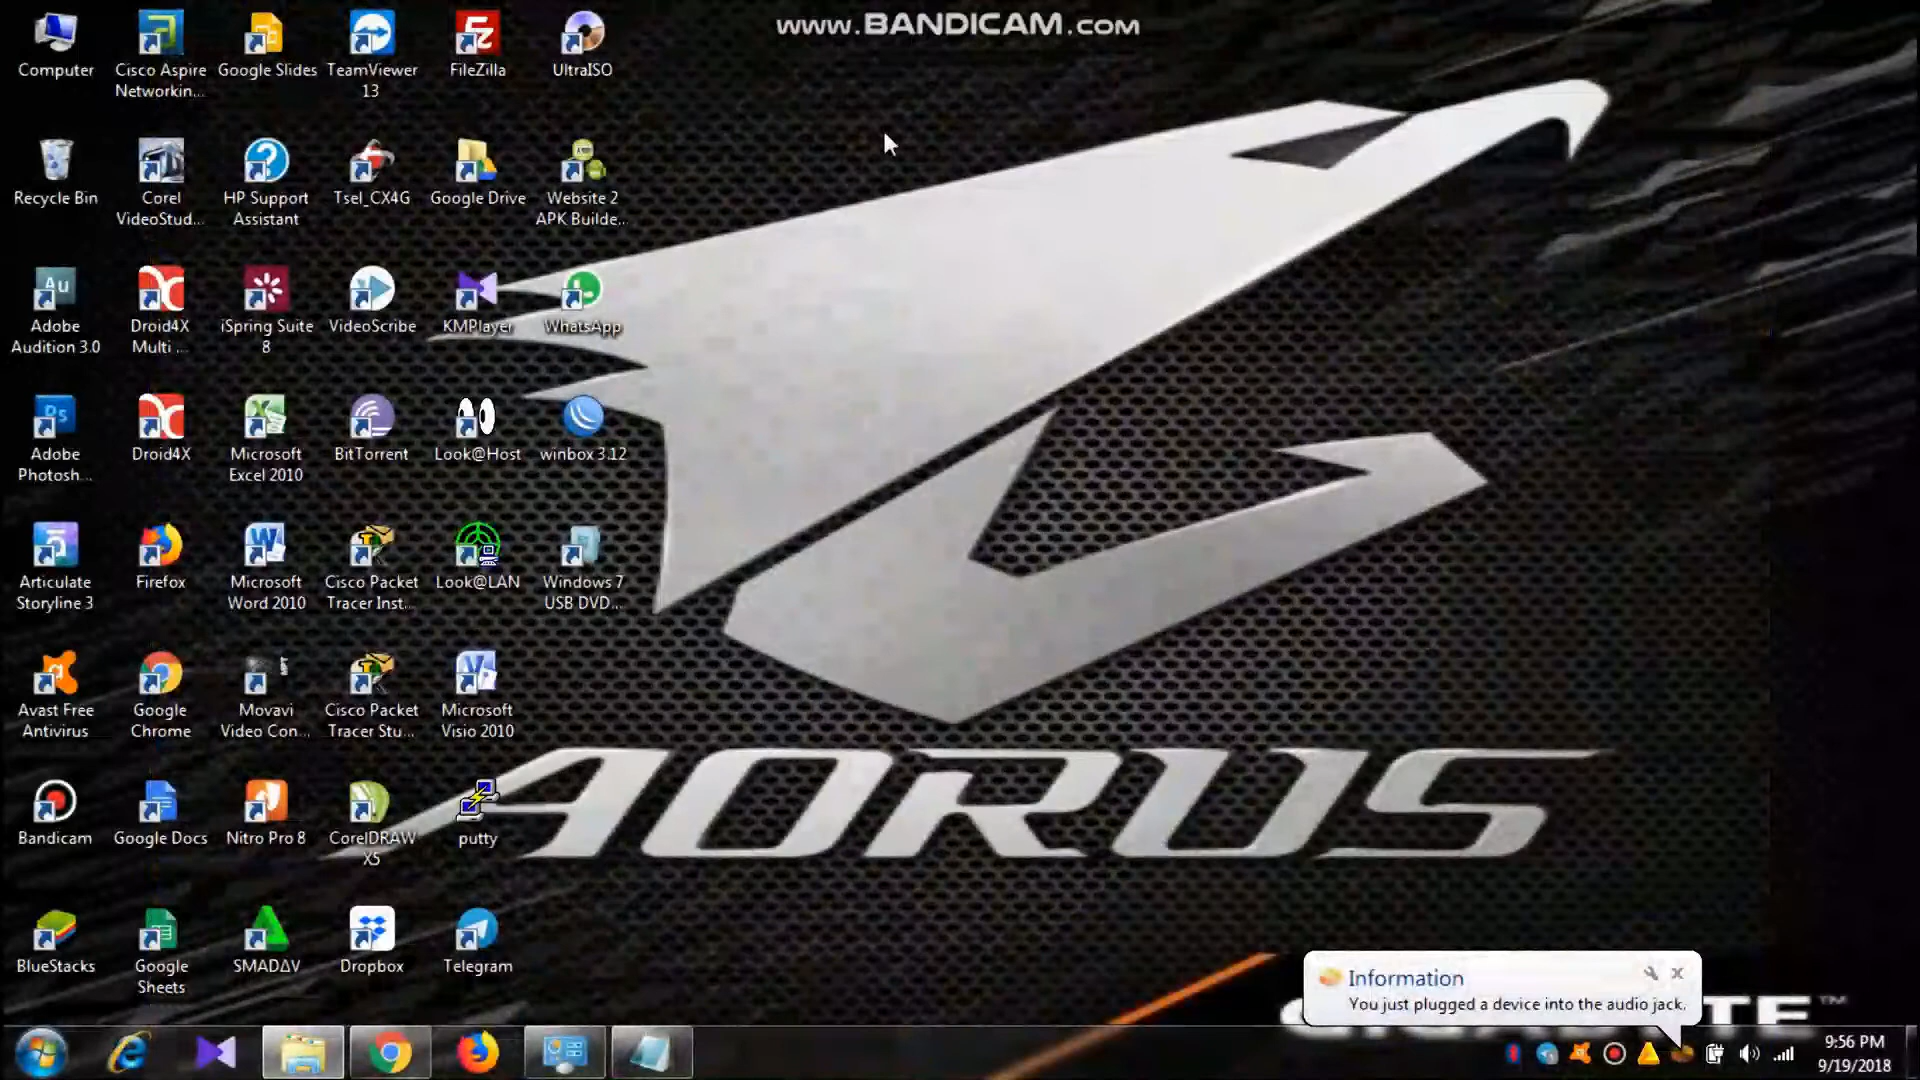 www.BANDICAM.com
Computer
Cisco Aspire
Networkin...
Google Slides
TeamViewer
13
FileZilla
UltraISO
Recycle Bin
Corel
VideoStud...
HP Support
Assistant
Tsel_CX4G
Google Drive
Website 2
APK Builde...
Adobe
Audition 3.0
Droid4X
Multi ...
iSpring Suite
8
VideoScribe
KMPlayer
WhatsApp
Adobe
Photosh...
Droid4X
Microsoft
Excel 2010
BitTorrent
Look@Host
winbox 3.12
Articulate
Storyline 3
Firefox
Microsoft
Word 2010
Cisco Packet
Tracer Inst...
Look@LAN
Windows 7
USB DVD...
Avast Free
Antivirus
Google
Chrome
Movavi
Video Con...
Cisco Packet
Tracer Stu...
Microsoft
Visio 2010
AORUS
Bandicam
Google Docs
Nitro Pro 8
CorelDRAW
X5
putty
BlueStacks
Google
Sheets
SMADΔV
Dropbox
Telegram
Information
You just plugged a device into the audio jack.
9:56 PM
9/19/2018